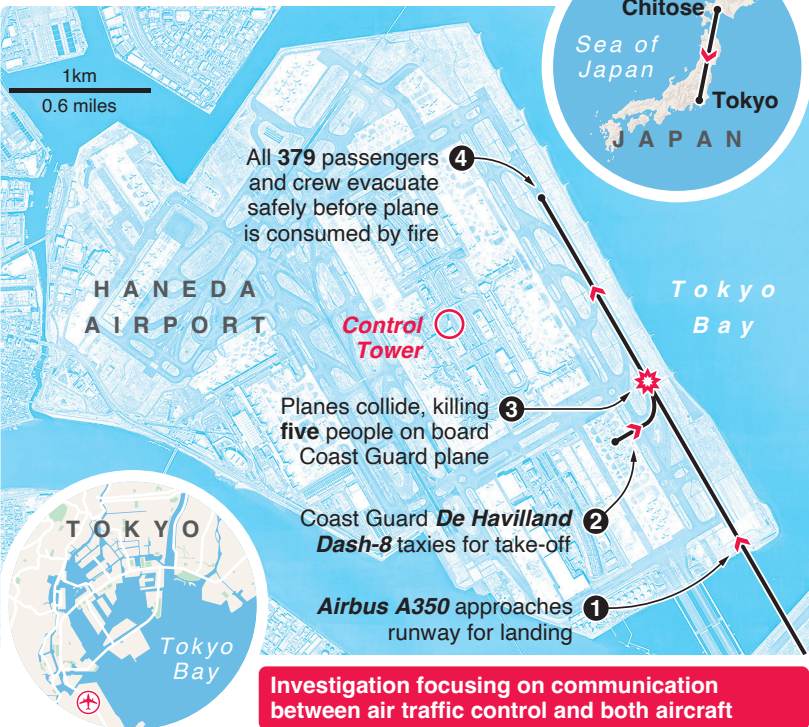 Chitose
Sea of
Japan
Tokyo
JAPAN
1km
0.6 miles
All 379 passengers
and crew evacuate
safely before plane
is consumed by fire
4
HANEDA
AIRPORT
Tokyo
Bay
Control
Tower
Planes collide, killing
five people on board
Coast Guard plane
3
Coast Guard De Havilland
Dash-8 taxies for take-off
2
Airbus A350 approaches
runway for landing
1
TOKYO
Tokyo
Bay
Investigation focusing on communication
between air traffic control and both aircraft